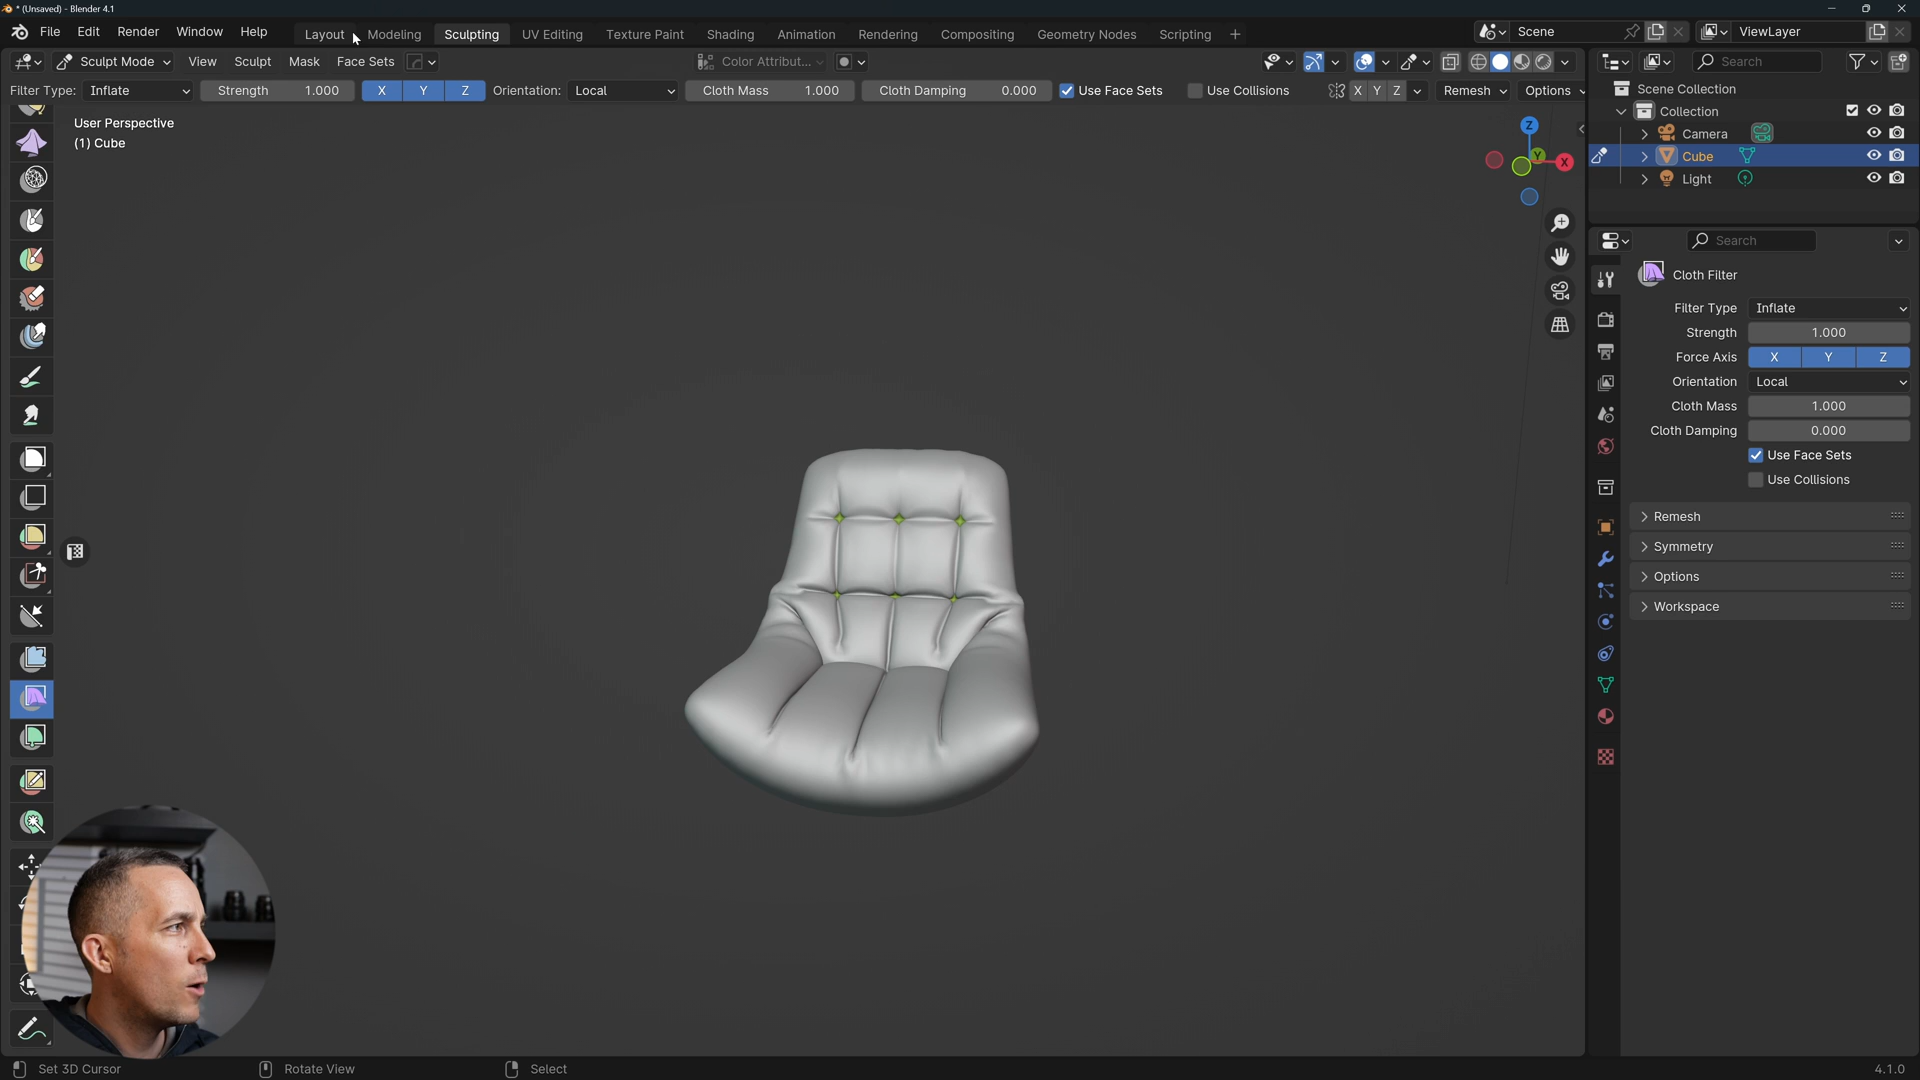 * (Unsaved) - Blender 4.1
File Edit Render Window Help Layout Modeling Sculpting UV Editing Texture Paint Shading Animation Rendering Compositing Geometry Nodes Scripting + Scene ViewLayer
Sculpt Mode View Sculpt Mask Face Sets Color Attribut... Search
Filter Type: Inflate Strength 1.000 X Y Z Orientation: Local Cloth Mass 1.000 Cloth Damping 0.000 Use Face Sets Use Collisions X Y Z Remesh Options
Scene Collection
Collection
Camera
Cube
Light
User Perspective
(1) Cube
Z
Y
X
Search
Cloth Filter
Filter Type Inflate
Strength 1.000
Force Axis X Y Z
Orientation Local
Cloth Mass 1.000
Cloth Damping 0.000
Use Face Sets
Use Collisions
Remesh
Symmetry
Options
Workspace
Set 3D Cursor Rotate View Select 4.1.0